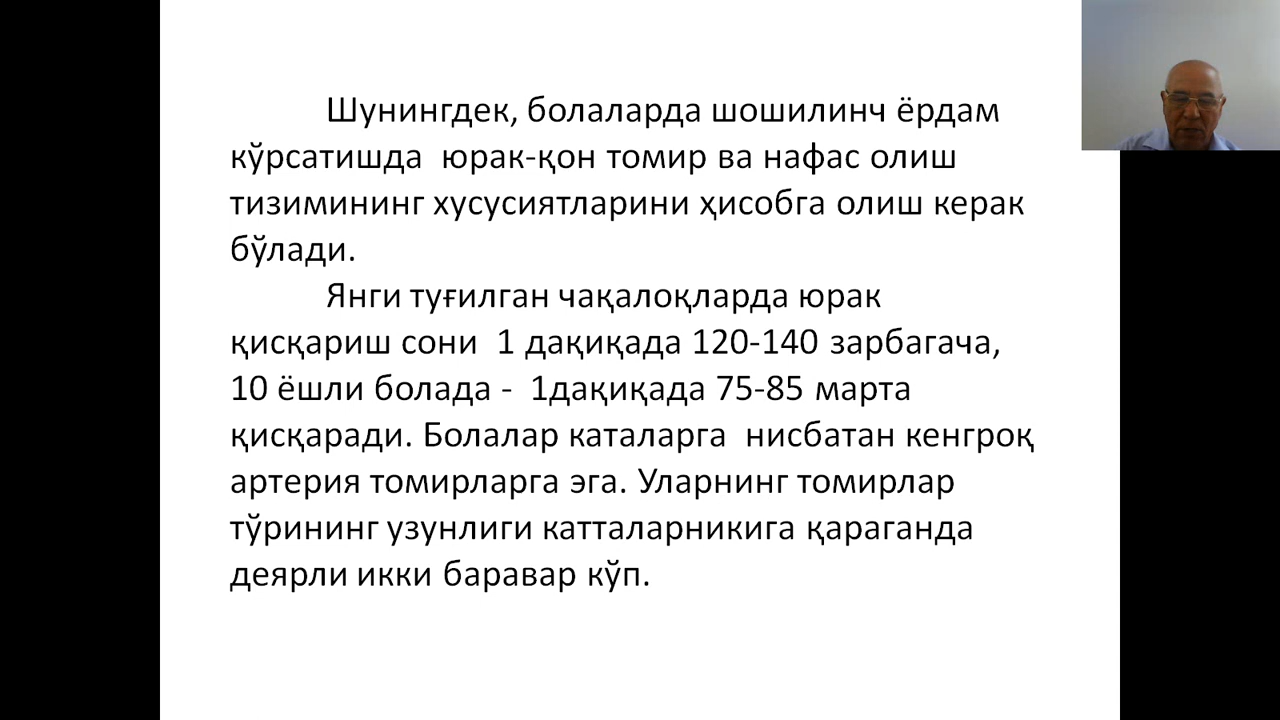 Шунингдек, болаларда шошилинч ёрдам
кўрсатишда юрак-қон томир ва нафас олиш
тизимининг хусусиятларини ҳисобга олиш керак
бўлади.
Янги туғилган чақалоқларда юрак
қисқариш сони 1 дақиқада 120-140 зарбагача,
10 ёшли болада - 1дақиқада 75-85 марта
қисқаради. Болалар каталарга нисбатан кенгроқ
артерия томирларга эга. Уларнинг томирлар
тўрининг узунлиги катталарникига қараганда
деярли икки баравар кўп.